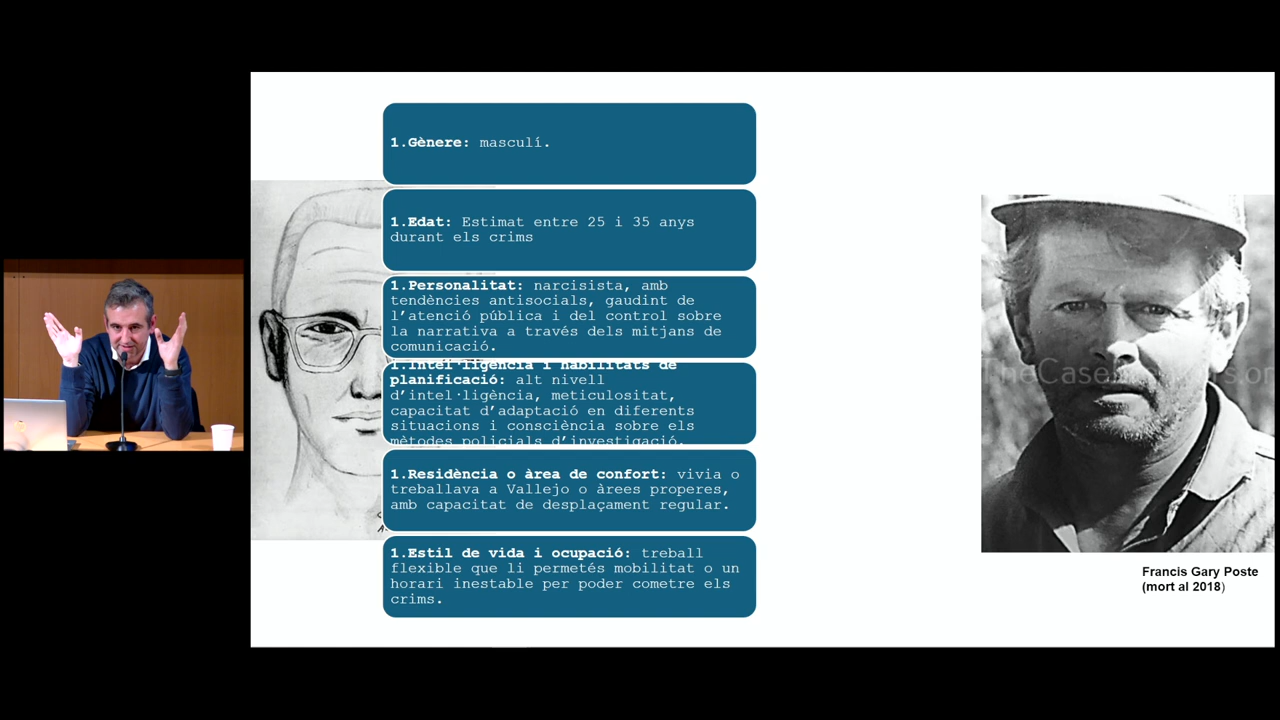 1.Gènere: masculí.
1.Edat: Estimat entre 25 i 35 anys
durant els crims
1.Personalitat: narcisista, amb
tendències antisocials, gaudint de
l’atenció pública i del control sobre
la narrativa a través dels mitjans de
comunicació.
1.Intel·ligència i habilitats de
planificació: alt nivell
d’intel·ligència, meticulositat,
capacitat d’adaptació en diferents
situacions i consciència sobre els
mètodes policials d’investigació.
1.Residència o àrea de confort: vivia o
treballava a Vallejo o àrees properes,
amb capacitat de desplaçament regular.
1.Estil de vida i ocupació: treball
flexible que li permetés mobilitat o un
horari inestable per poder cometre els
crims.
Francis Gary Poste
(mort al 2018)